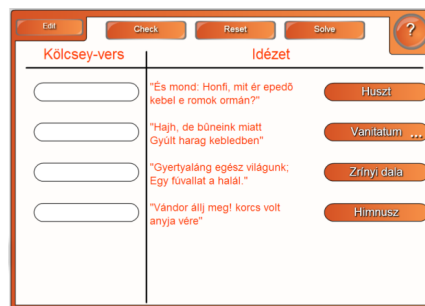 Edit
Check
Reset
Solve
?
Kölcsey-vers
Idézet
"És mond: Honfi, mit ér epedő
kebel e romok ormán?"
Huszt
"Hajh, de bűneink miatt
Gyúlt harag kebledben"
Vanitatum ...
"Gyertyaláng egész világunk;
Egy fúvallat a halál."
Zrínyi dala
"Vándor állj meg! korcs volt
anyja vére"
Himnusz